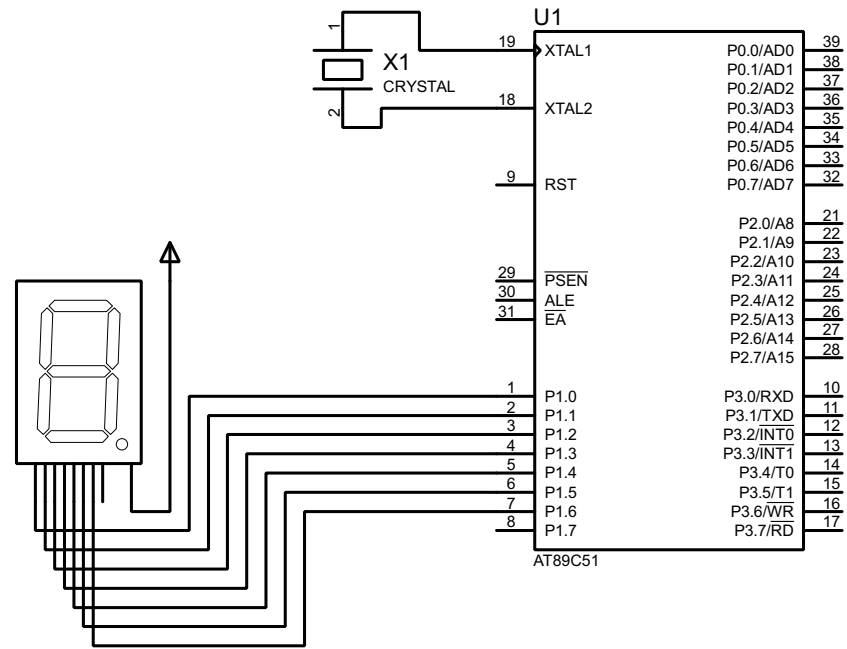 U1
1
19 XTAL1 P0.0/AD0 39
X1
P0.1/AD1 38
CRYSTAL
P0.2/AD2 37
2
18 XTAL2 P0.3/AD3 36
P0.4/AD4 35
P0.5/AD5 34
P0.6/AD6 33
9 RST P0.7/AD7 32
P2.0/A8 21
P2.1/A9 22
P2.2/A10 23
29 PSEN P2.3/A11 24
30 ALE P2.4/A12 25
31 EA P2.5/A13 26
P2.6/A14 27
P2.7/A15 28
1 P1.0 P3.0/RXD 10
2 P1.1 P3.1/TXD 11
3 P1.2 P3.2/INT0 12
4 P1.3 P3.3/INT1 13
5 P1.4 P3.4/T0 14
6 P1.5 P3.5/T1 15
7 P1.6 P3.6/WR 16
8 P1.7 P3.7/RD 17
AT89C51